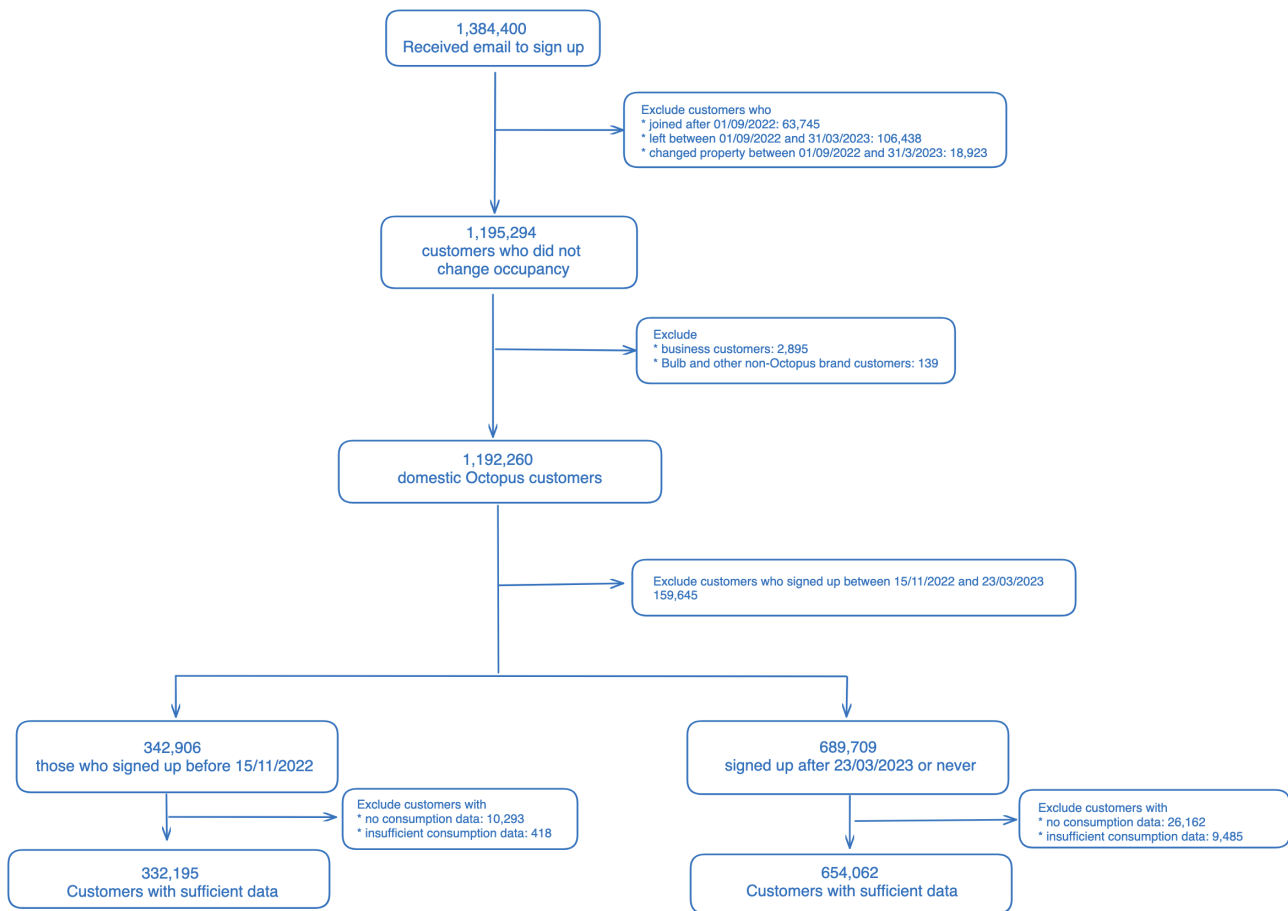 1,384,400
Received email to sign up
Exclude customers who
* joined after 01/09/2022: 63,745
* left between 01/09/2022 and 31/03/2023: 106,438
* changed property between 01/09/2022 and 31/3/2023: 18,923
1,195,294
customers who did not
change occupancy
Exclude
* business customers: 2,895
* Bulb and other non-Octopus brand customers: 139
1,192,260
domestic Octopus customers
Exclude customers who signed up between 15/11/2022 and 23/03/2023
159,645
342,906
those who signed up before 15/11/2022
689,709
signed up after 23/03/2023 or never
Exclude customers with
* no consumption data: 10,293
* insufficient consumption data: 418
Exclude customers with
* no consumption data: 26,162
* insufficient consumption data: 9,485
332,195
Customers with sufficient data
654,062
Customers with sufficient data